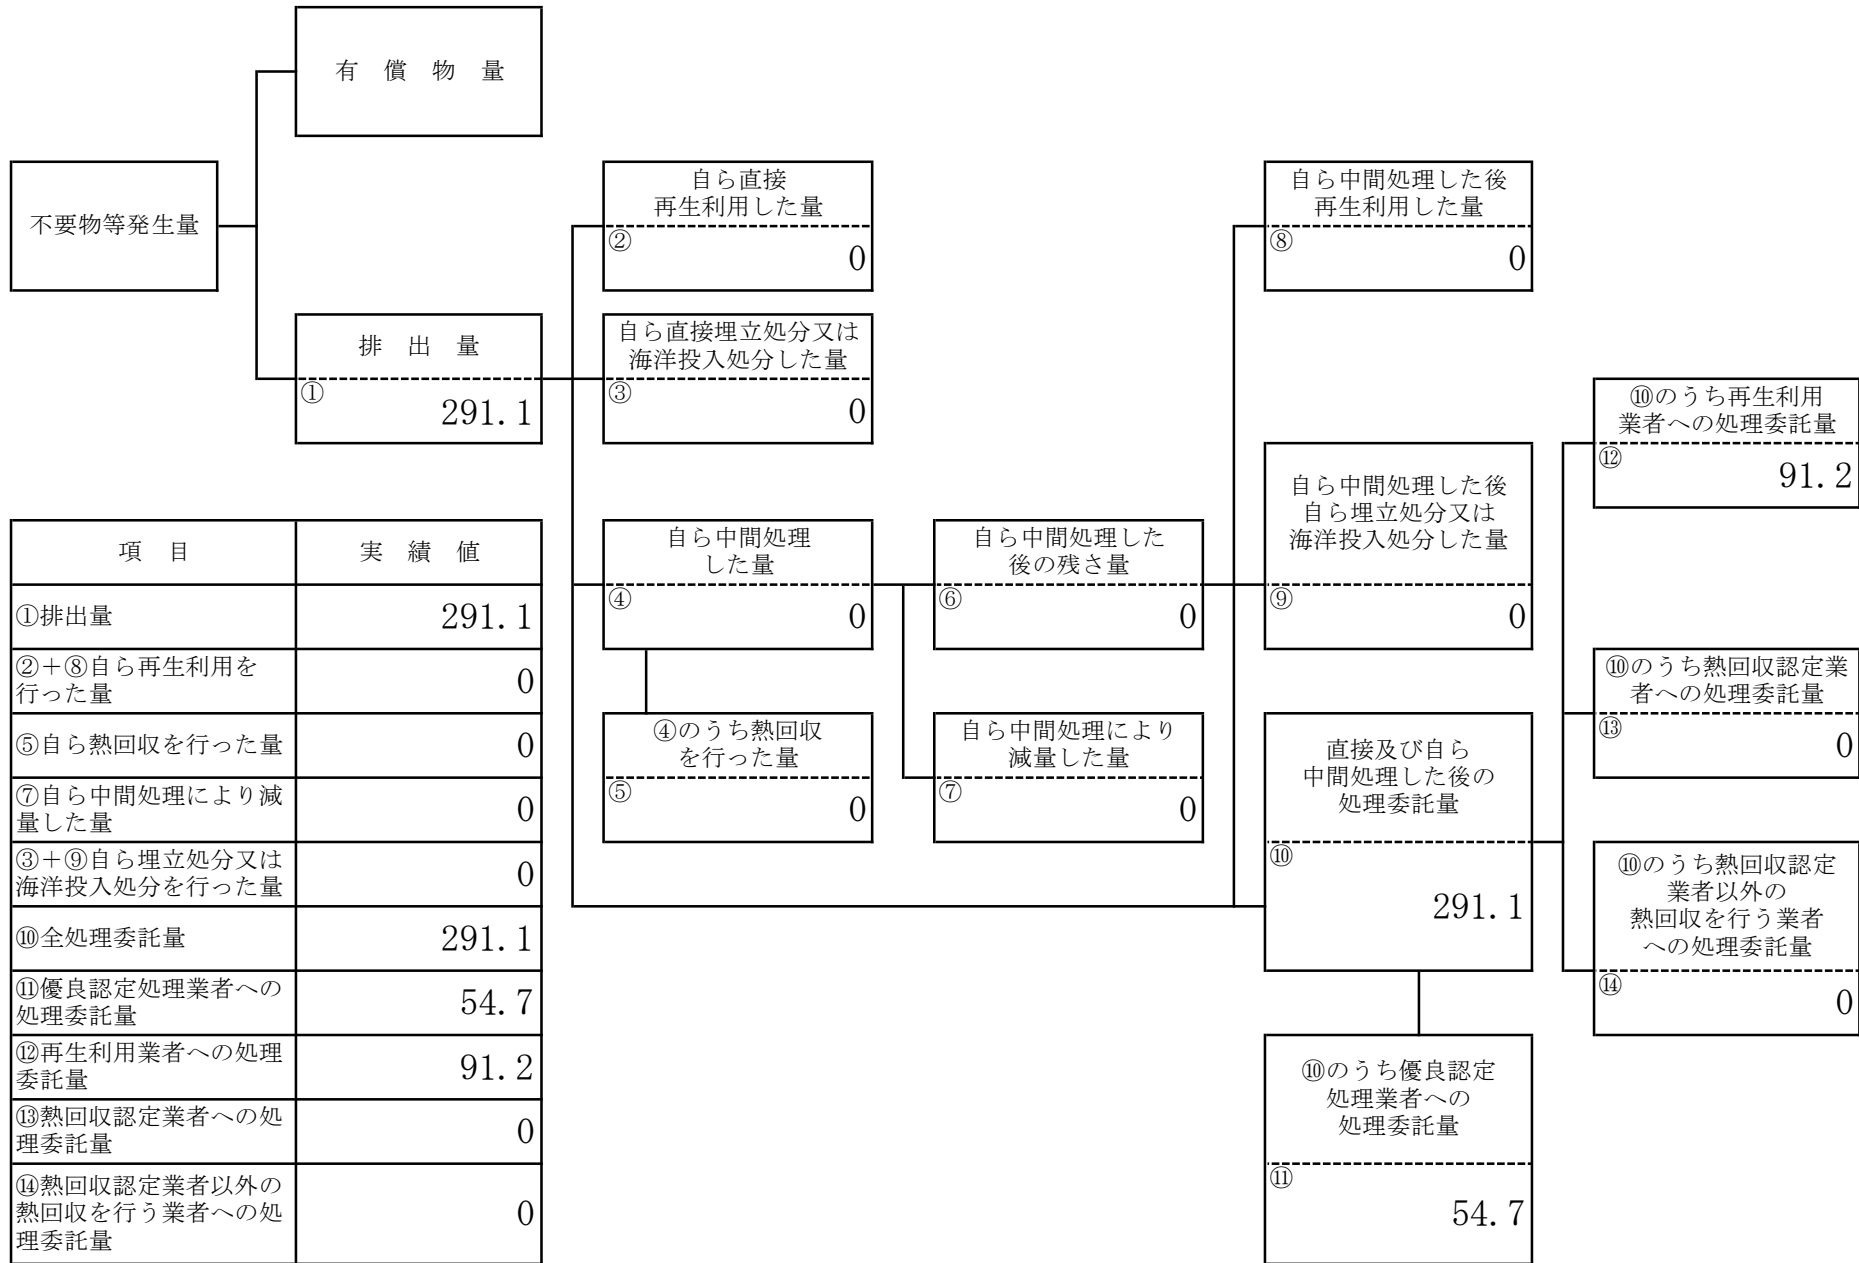 有 償 物 量
不要物等発生量
排 出 量
①
291.1
自ら直接
再生利用した量
②
0
自ら直接埋立処分又は
海洋投入処分した量
③
0
自ら中間処理
した量
④
0
④のうち熱回収
を行った量
⑤
0
自ら中間処理した
後の残さ量
⑥
0
自ら中間処理により
減量した量
⑦
0
自ら中間処理した後
再生利用した量
⑧
0
自ら中間処理した後
自ら埋立処分又は
海洋投入処分した量
⑨
0
直接及び自ら
中間処理した後の
処理委託量
⑩
291.1
⑩のうち優良認定
処理業者への
処理委託量
⑪
54.7
⑩のうち再生利用
業者への処理委託量
⑫
91.2
⑩のうち熱回収認定業
者への処理委託量
⑬
0
⑩のうち熱回収認定
業者以外の
熱回収を行う業者
への処理委託量
⑭
0
項 目 実 績 値
①排出量 291.1
②+⑧自ら再生利用を
行った量 0
⑤自ら熱回収を行った量 0
⑦自ら中間処理により減
量した量 0
③+⑨自ら埋立処分又は
海洋投入処分を行った量 0
⑩全処理委託量 291.1
⑪優良認定処理業者への
処理委託量 54.7
⑫再生利用業者への処理
委託量 91.2
⑬熱回収認定業者への処
理委託量 0
⑭熱回収認定業者以外の
熱回収を行う業者への処
理委託量 0